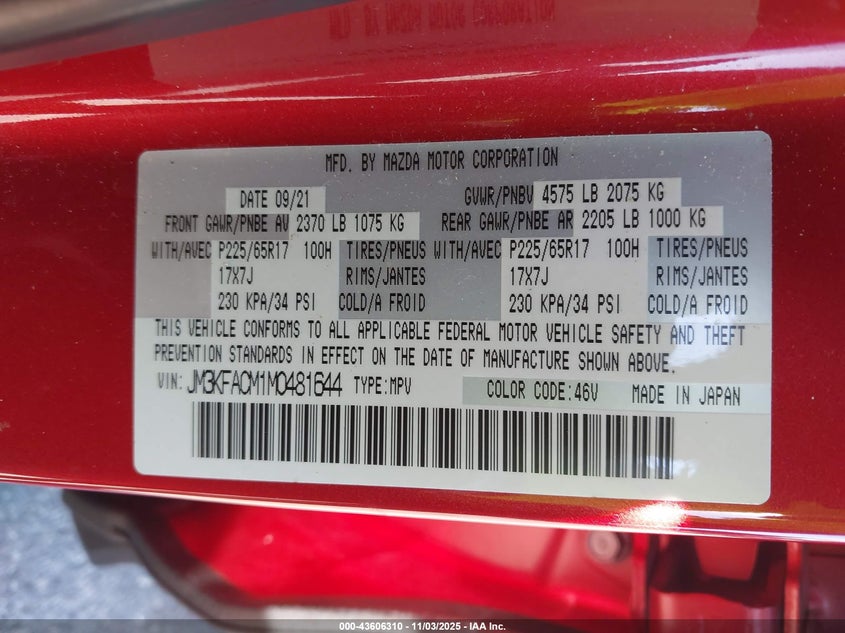 MFD. BY MAZDA MOTOR CORPORATION
DATE 09/21 GVWR/PNBV 4575 LB 2075 KG
FRONT GAWR/PNBE AV 2370 LB 1075 KG REAR GAWR/PNBE AR 2205 LB 1000 KG
WITH/AVEC P225/65R17 100H TIRES/PNEUS WITH/AVEC P225/65R17 100H TIRES/PNEUS
17X7J RIMS/JANTES 17X7J RIMS/JANTES
230 KPA/34 PSI COLD/A FROID 230 KPA/34 PSI COLD/A FROID
THIS VEHICLE CONFORMS TO ALL APPLICABLE FEDERAL MOTOR VEHICLE SAFETY AND THEFT
PREVENTION STANDARDS IN EFFECT ON THE DATE OF MANUFACTURE SHOWN ABOVE.
VIN: JM3KFACM1M0481644 TYPE:MPV COLOR CODE:46V MADE IN JAPAN
000-43606310 - 11/03/2025 - IAA Inc.